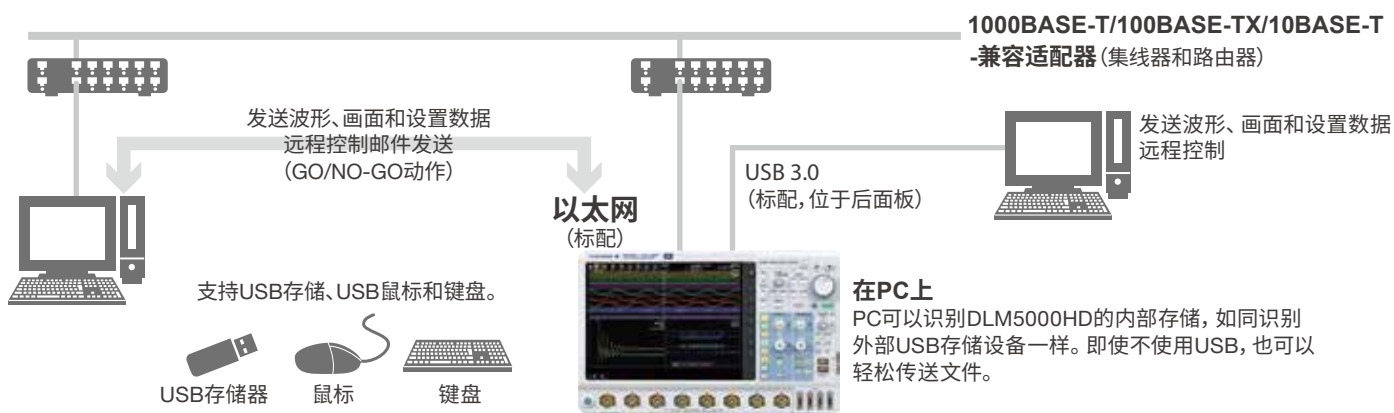 1000BASE-T/100BASE-TX/10BASE-T
-兼容适配器(集线器和路由器)
发送波形、画面和设置数据
远程控制邮件发送
(GO/NO-GO动作)
以太网
(标配)
USB 3.0
(标配,位于后面板)
发送波形、画面和设置数据
远程控制
支持USB存储、USB鼠标和键盘。
USB存储器
鼠标
键盘
在PC上
PC可以识别DLM5000HD的内部存储,如同识别
外部USB存储设备一样。即使不使用USB,也可以
轻松传送文件。